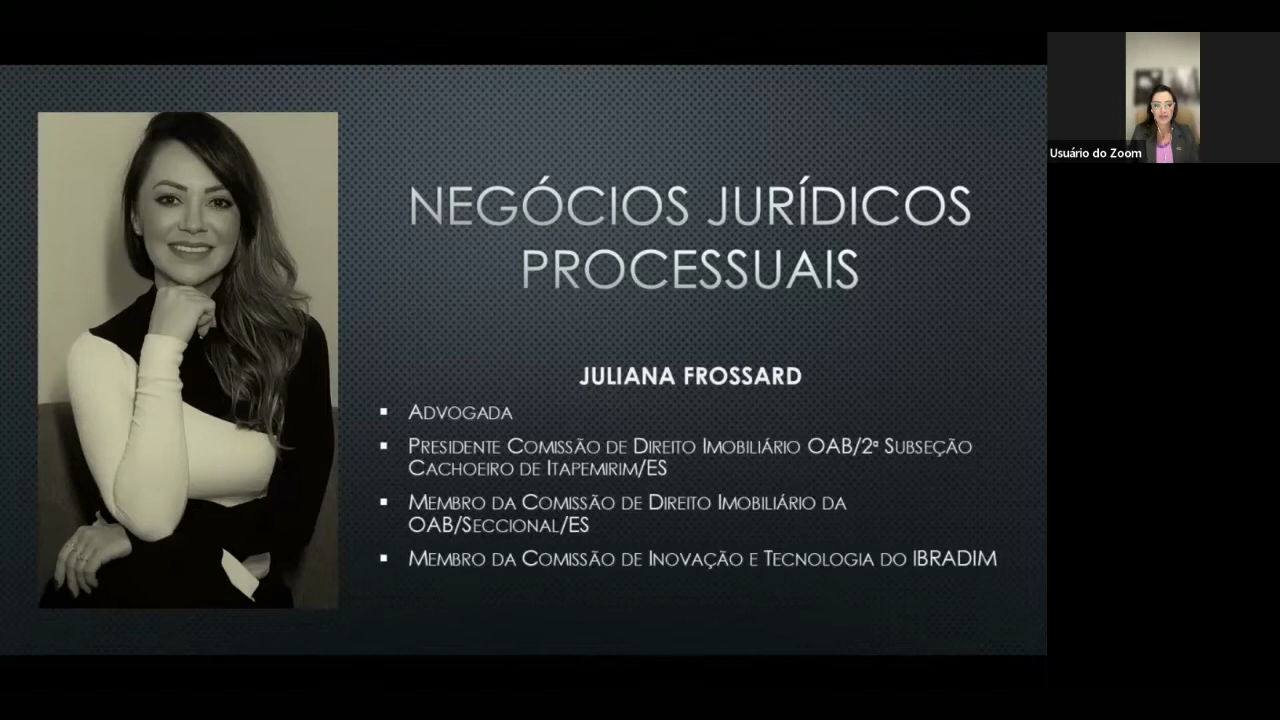 NEGÓCIOS JURÍDICOS
PROCESSUAIS
JULIANA FROSSARD
▪ ADVOGADA
▪ PRESIDENTE COMISSÃO DE DIREITO IMOBILIÁRIO OAB/2ª SUBSEÇÃO
CACHOEIRO DE ITAPEMIRIM/ES
▪ MEMBRO DA COMISSÃO DE DIREITO IMOBILIÁRIO DA
OAB/SECCIONAL/ES
▪ MEMBRO DA COMISSÃO DE INOVAÇÃO E TECNOLOGIA DO IBRADIM
Usuário do Zoom